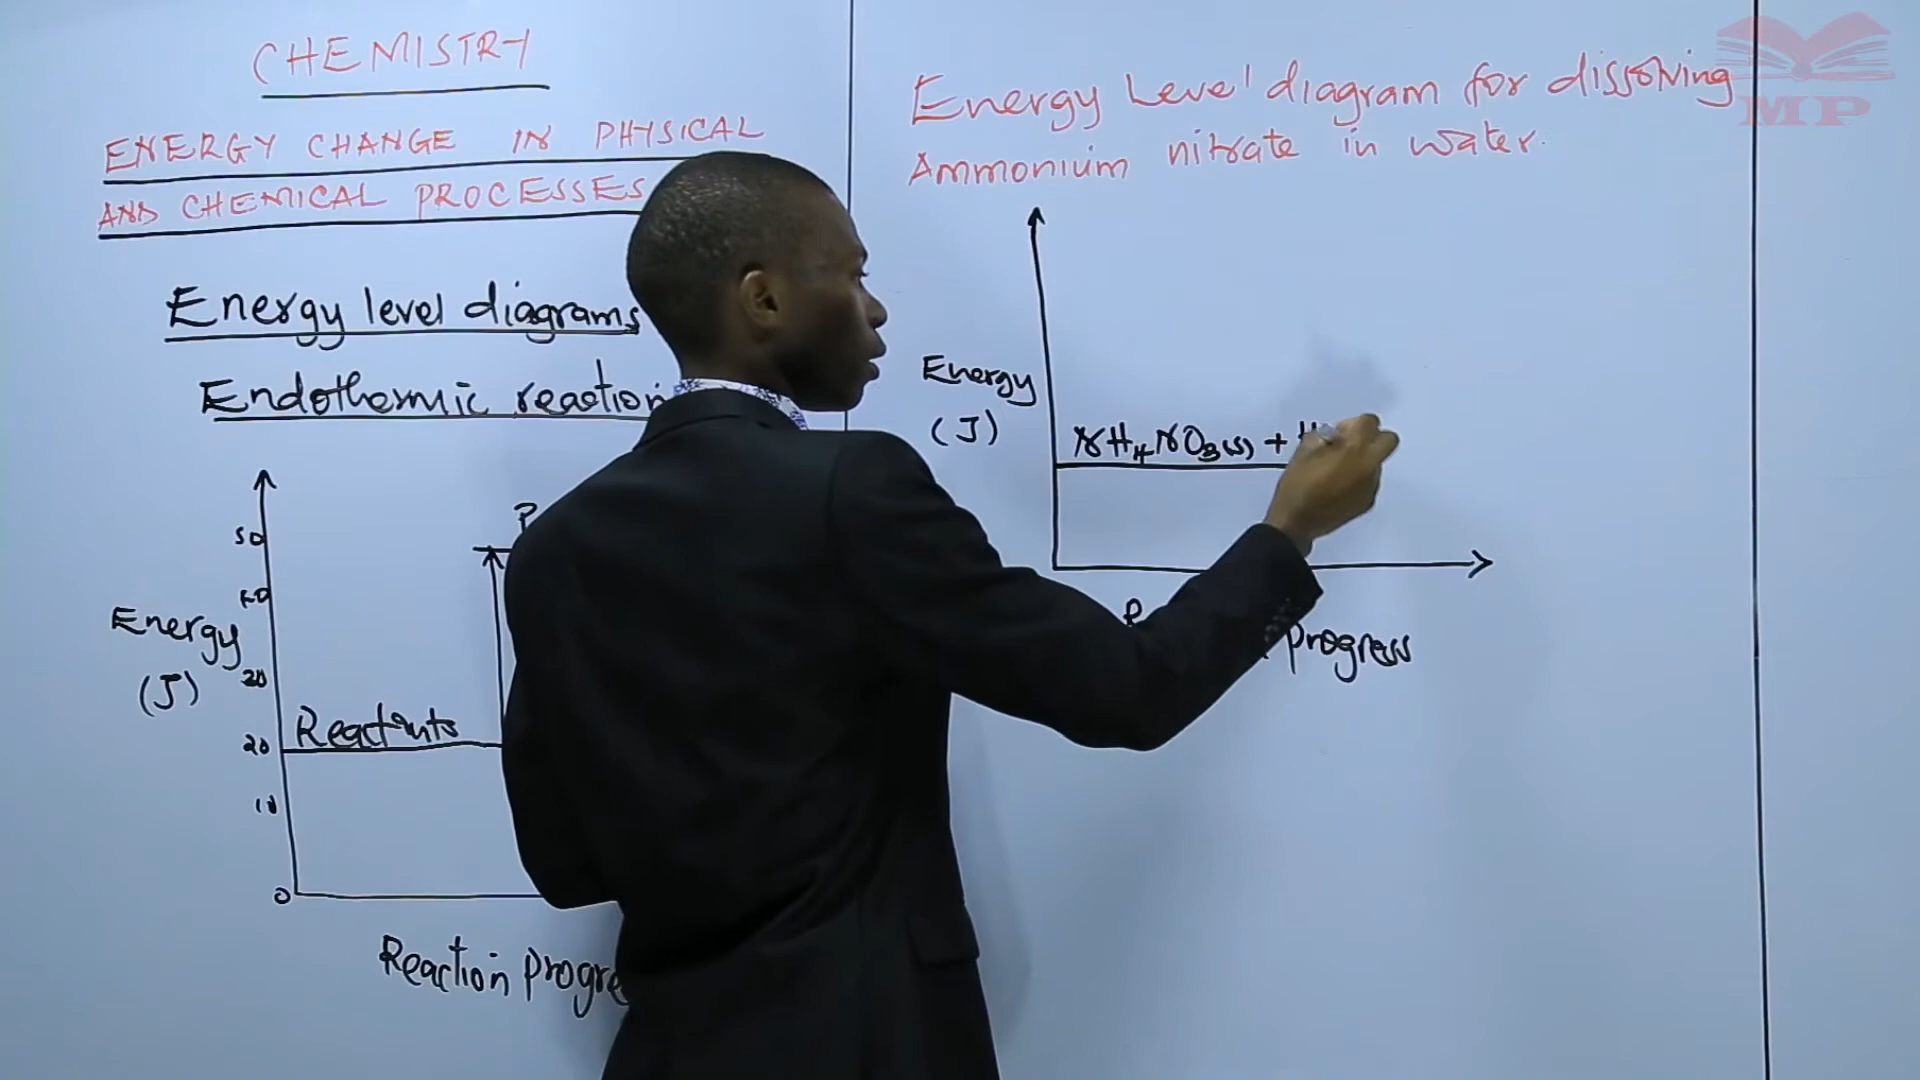 CHEMISTRY
ENERGY CHANGE IN PHYSICAL
AND CHEMICAL PROCESSES
Energy level diagrams
Endothermic reaction
50
40
Energy
(J)
20
Reactants
20
10
0
Reaction progre
Energy Level diagram for dissolving
Ammonium nitrate in water.
Energy
(J)
NH4NO3(s) + H
progress
MP